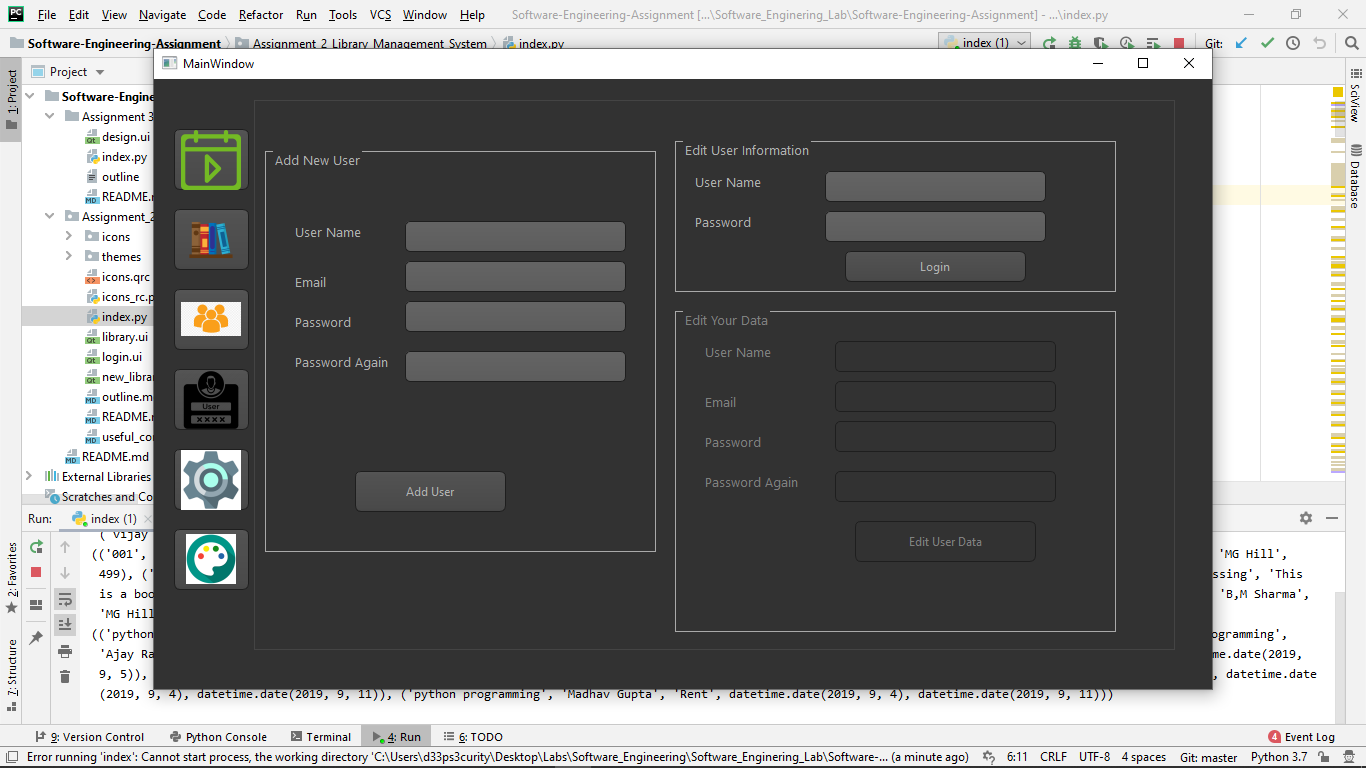 File Edit View Navigate Code Refactor Run Tools VCS Window Help Software-Engineering-Assignment [...\Software_Enginering_Lab\Software-Engineering-Assignment] - ...\index.py
Software-Engineering-Assignment Assignment_2_Library_Management_System index.py index (1) Git:
MainWindow
1: Project
Project
Software-Engine
Assignment 3
design.ui
index.py
outline
README.
Assignment_2
icons
themes
icons.qrc
icons_rc.p
index.py
library.ui
login.ui
new_libra
outline.m
README.
useful_co
README.md
External Libraries
Scratches and Co
SciView
Database
Add New User
User Name
Email
Password
Password Again
Add User
Edit User Information
User Name
Password
Login
Edit Your Data
User Name
Email
Password
Password Again
Edit User Data
User
××××
Run: index (1)
2: Favorites
7: Structure
('Vijay
(('001', 'MG Hill',
499), (' ssing', 'This
is a boo 'B,M Sharma',
'MG Hill
(('python ogramming',
'Ajay Ra me.date(2019,
9, 5)), , datetime.date
(2019, 9, 4), datetime.date(2019, 9, 11)), ('python programming', 'Madhav Gupta', 'Rent', datetime.date(2019, 9, 4), datetime.date(2019, 9, 11)))
9: Version Control Python Console Terminal 4: Run 6: TODO 4 Event Log
Error running 'index': Cannot start process, the working directory 'C:\Users\d33ps3curity\Desktop\Labs\Software_Engineering\Software_Enginering_Lab\Software-... (a minute ago) 6:11 CRLF UTF-8 4 spaces Git: master Python 3.7